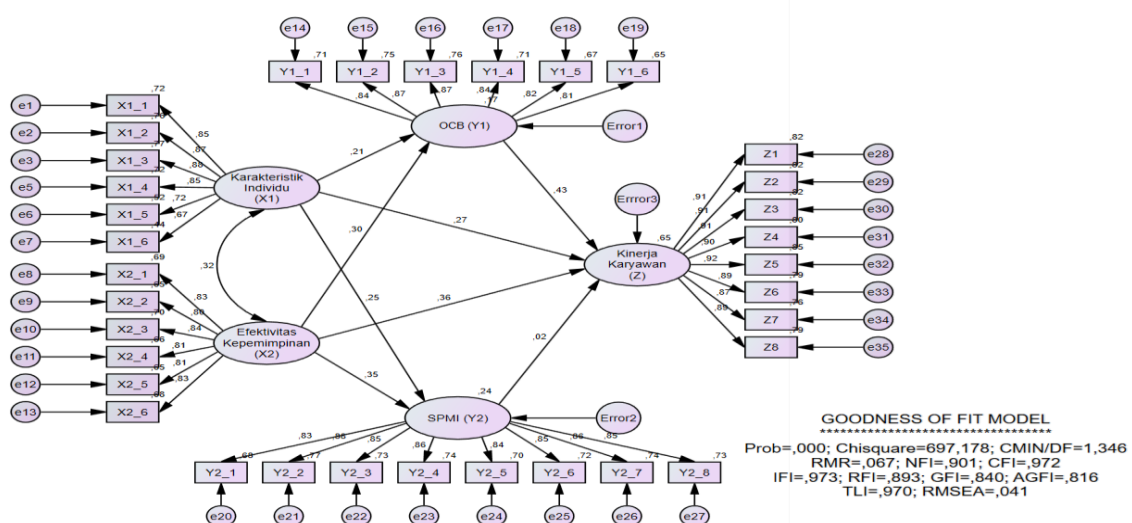 e14 e15 e16 e17 e18 e19
,71 ,75 ,76 ,71 ,67 ,65
Y1_1 Y1_2 Y1_3 Y1_4 Y1_5 Y1_6
,84 ,87 ,87 ,84 ,82 ,81
,17
OCB (Y1)
Error1
e1 X1_1 ,72
e2 X1_2
e3 X1_3 ,77
e5 X1_4
e6 X1_5
e7 X1_6
,85
,87
,88
,85
,72
,67
Karakteristik
Individu
(X1)
,21
,27
,30
,25
,32
,43
e8 X2_1 ,69
e9 X2_2
e10 X2_3 ,70
e11 X2_4
e12 X2_5
e13 X2_6
,83
,84
,81
,81
,83
Efektivitas
Kepemimpinan
(X2)
,36
,35
,02
Errror3
,65
Kinerja
Karyawan
(Z)
,82
Z1 e28
Z2 e29
Z3 e30
Z4 e31
Z5 e32
Z6 e33
Z7 e34
Z8 e35
,91
,91
,91
,90
,92
,89
,87
,79
,24
SPMI (Y2)
Error2
,83 ,85 ,86 ,84 ,85 ,85
,77 ,73 ,74 ,70 ,72 ,74 ,73
Y2_1 Y2_2 Y2_3 Y2_4 Y2_5 Y2_6 Y2_7 Y2_8
e20 e21 e22 e23 e24 e25 e26 e27
GOODNESS OF FIT MODEL
*********************************
Prob=,000; Chisquare=697,178; CMIN/DF=1,346
RMR=,067; NFI=,901; CFI=,972
IFI=,973; RFI=,893; GFI=,840; AGFI=,816
TLI=,970; RMSEA=,041